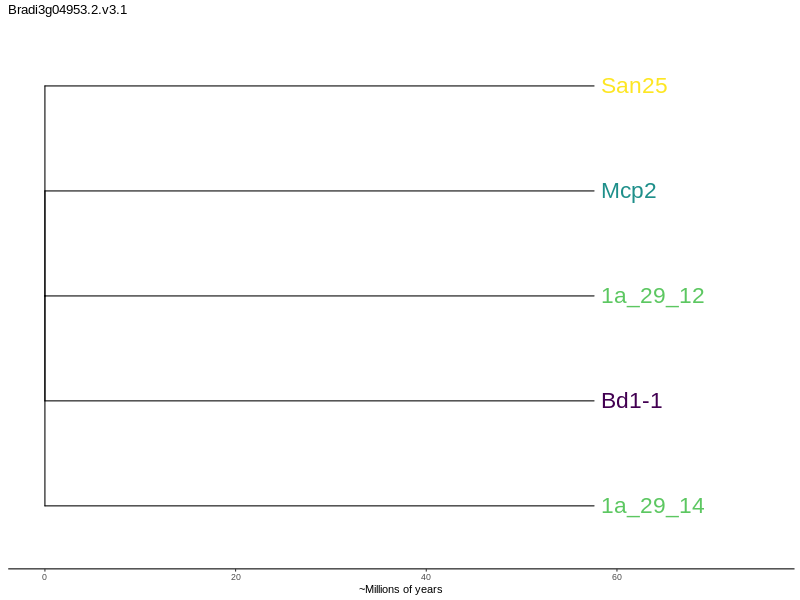 Bradi3g04953.2.v3.1
San25
Mcp2
1a_29_12
Bd1-1
1a_29_14
0 20 40 60
~Millions of years